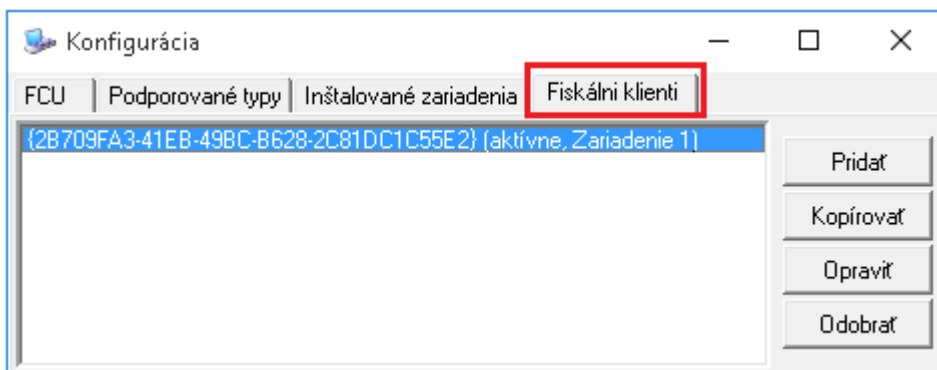 Konfigurácia
FCU Podporované typy Inštalované zariadenia Fiskálni klienti
{2B709FA3-41EB-49BC-B628-2C81DC1C55E2} (aktívne, Zariadenie 1)
Pridať
Kopírovať
Opraviť
Odobrať